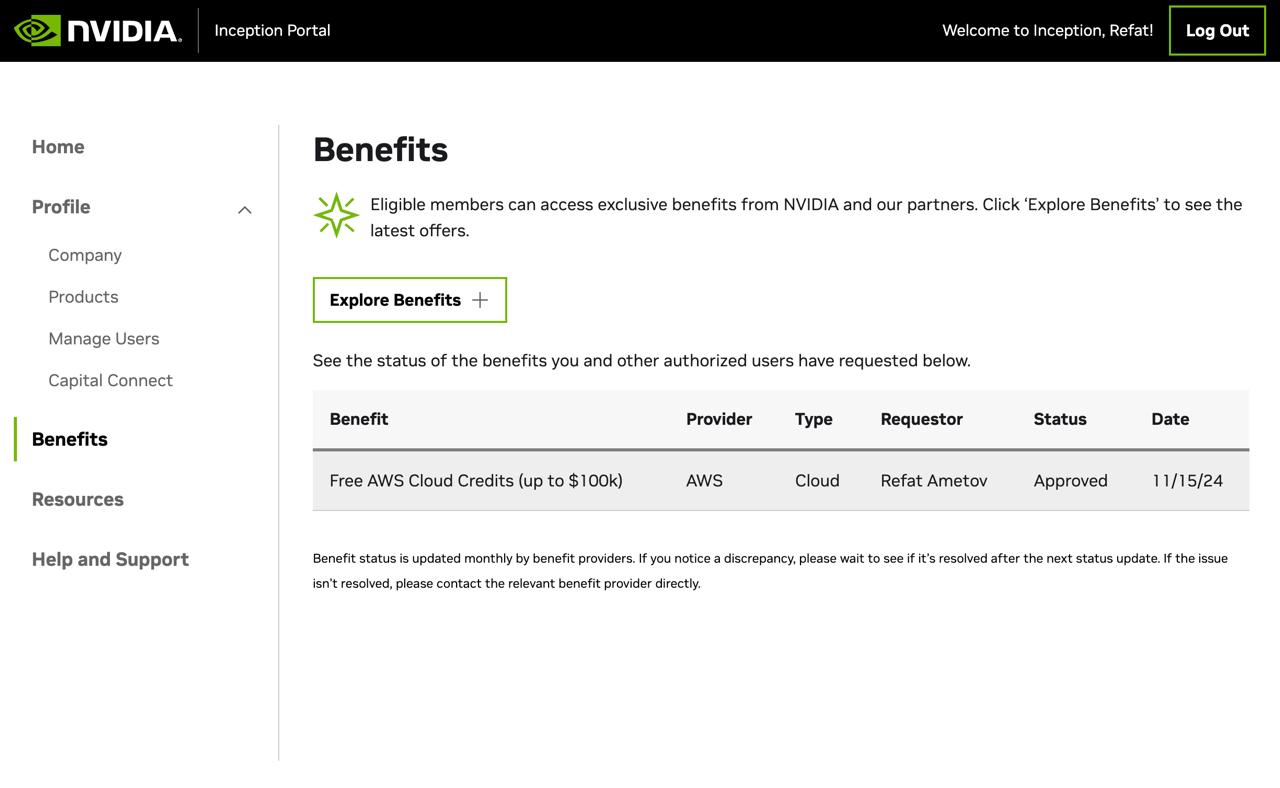 NVIDIA. Inception Portal Welcome to Inception, Refat! Log Out
Home
Profile
Company
Products
Manage Users
Capital Connect
Benefits
Resources
Help and Support
Benefits
Eligible members can access exclusive benefits from NVIDIA and our partners. Click ‘Explore Benefits’ to see the
latest offers.
Explore Benefits
See the status of the benefits you and other authorized users have requested below.
Benefit Provider Type Requestor Status Date
Free AWS Cloud Credits (up to $100k) AWS Cloud Refat Ametov Approved 11/15/24
Benefit status is updated monthly by benefit providers. If you notice a discrepancy, please wait to see if it’s resolved after the next status update. If the issue
isn’t resolved, please contact the relevant benefit provider directly.